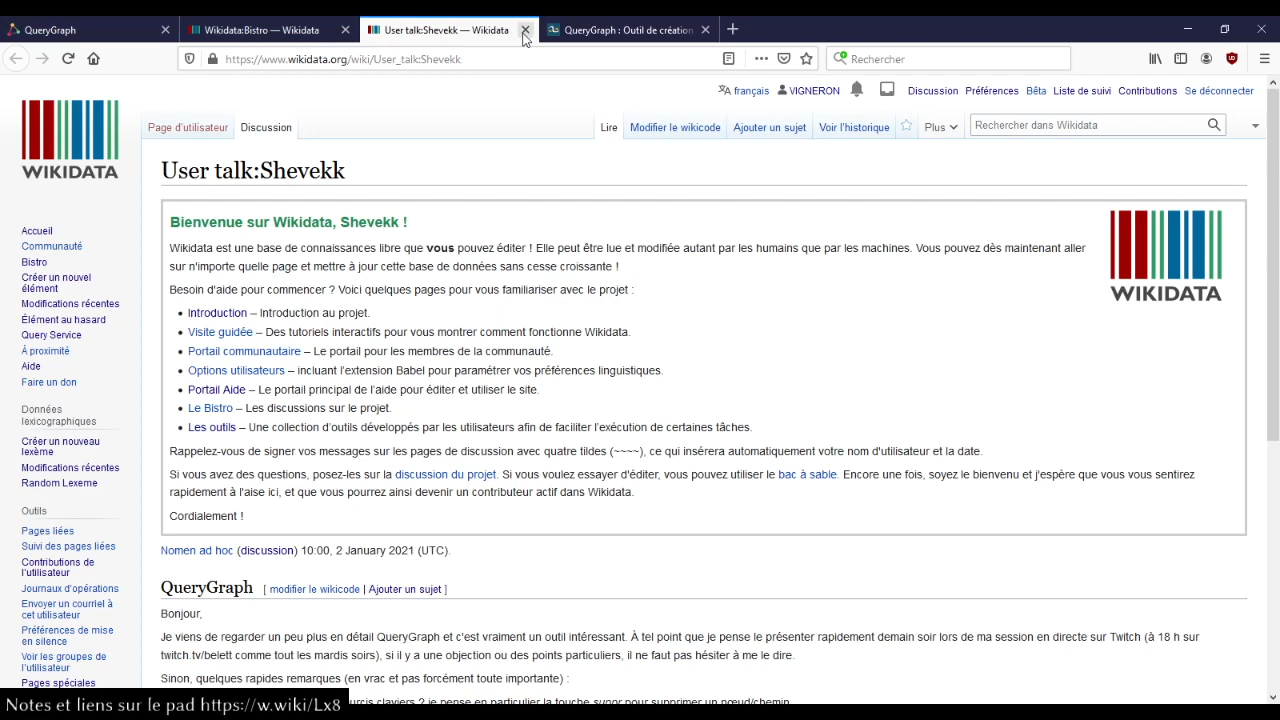 QueryGraph
Wikidata:Bistro — Wikidata
User talk:Shevekk — Wikidata
QueryGraph : Outil de création
https://www.wikidata.org/wiki/User_talk:Shevekk
Rechercher
français
VIGNERON
Discussion
Préférences
Bêta
Liste de suivi
Contributions
Se déconnecter
Page d'utilisateur
Discussion
Lire
Modifier le wikicode
Ajouter un sujet
Voir l'historique
Plus
Rechercher dans Wikidata
WIKIDATA
Accueil
Communauté
Bistro
Créer un nouvel
élément
Modifications récentes
Élément au hasard
Query Service
À proximité
Aide
Faire un don
Données
lexicographiques
Créer un nouveau
lexème
Modifications récentes
Random Lexeme
Outils
Pages liées
Suivi des pages liées
Contributions de
l'utilisateur
Journaux d'opérations
Envoyer un courriel à
cet utilisateur
Préférences de mise
en silence
Voir les groupes de
l'utilisateur
Pages spéciales
User talk:Shevekk
Bienvenue sur Wikidata, Shevekk !
Wikidata est une base de connaissances libre que vous pouvez éditer ! Elle peut être lue et modifiée autant par les humains que par les machines. Vous pouvez dès maintenant aller
sur n'importe quelle page et mettre à jour cette base de données sans cesse croissante !
WIKIDATA
Besoin d'aide pour commencer ? Voici quelques pages pour vous familiariser avec le projet :
• Introduction – Introduction au projet.
• Visite guidée – Des tutoriels interactifs pour vous montrer comment fonctionne Wikidata.
• Portail communautaire – Le portail pour les membres de la communauté.
• Options utilisateurs – incluant l'extension Babel pour paramétrer vos préférences linguistiques.
• Portail Aide – Le portail principal de l'aide pour éditer et utiliser le site.
• Le Bistro – Les discussions sur le projet.
• Les outils – Une collection d'outils développés par les utilisateurs afin de faciliter l'exécution de certaines tâches.
Rappelez-vous de signer vos messages sur les pages de discussion avec quatre tildes (~~~~), ce qui insérera automatiquement votre nom d'utilisateur et la date.
Si vous avez des questions, posez-les sur la discussion du projet. Si vous voulez essayer d'éditer, vous pouvez utiliser le bac à sable. Encore une fois, soyez le bienvenu et j'espère que vous vous sentirez
rapidement à l'aise ici, et que vous pourrez ainsi devenir un contributeur actif dans Wikidata.
Cordialement !
Nomen ad hoc (discussion) 10:00, 2 January 2021 (UTC).
QueryGraph [ modifier le wikicode | Ajouter un sujet ]
Bonjour,
Je viens de regarder un peu plus en détail QueryGraph et c'est vraiment un outil intéressant. À tel point que je pense le présenter rapidement demain soir lors de ma session en directe sur Twitch (à 18 h sur
twitch.tv/belett comme tout les mardis soirs), si il y a une objection ou des points particuliers, il ne faut pas hésiter à me le dire.
Sinon, quelques rapides remarques (en vrac et pas forcément toute importante) :
claviers ? je pense en particulier la touche supor pour supprimer un nœud/chemin
Notes et liens sur le pad https://w.wiki/Lx8